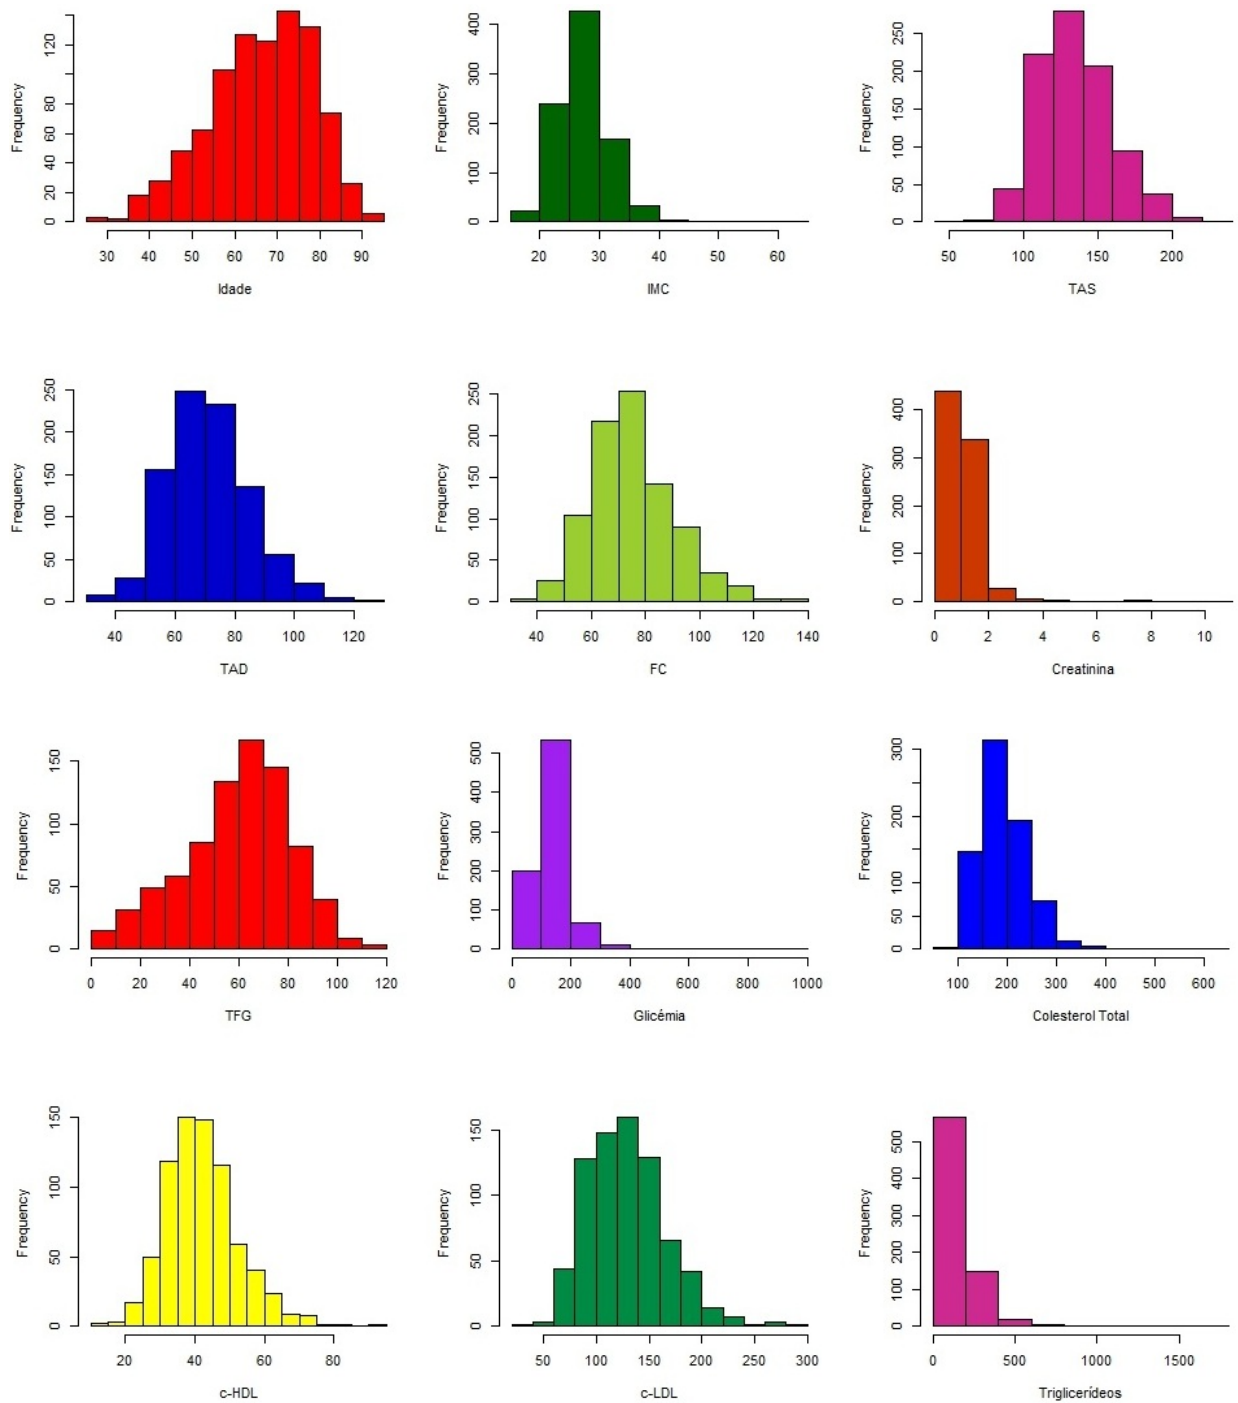 Frequency
0 20 40 60 80 120
30 40 50 60 70 80 90
Idade
Frequency
0 100 200 300 400
20 30 40 50 60
IMC
Frequency
0 50 100 150 200 250
50 100 150 200
TAS
Frequency
0 50 100 150 200 250
40 60 80 100 120
TAD
Frequency
0 50 100 150 200 250
40 60 80 100 120 140
FC
Frequency
0 100 200 300 400
0 2 4 6 8 10
Creatinina
Frequency
0 50 100 150
0 20 40 60 80 100 120
TFG
Frequency
0 100 200 300 400 500
0 200 400 600 800 1000
Glicémia
Frequency
0 50 100 200 300
100 200 300 400 500 600
Colesterol Total
Frequency
0 50 100 150
20 40 60 80
c-HDL
Frequency
0 50 100 150
50 100 150 200 250 300
c-LDL
Frequency
0 100 200 300 400 500
0 500 1000 1500
Triglicerídeos